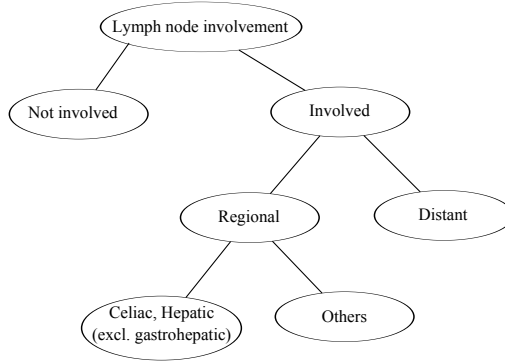 Lymph node involvement
Not involved
Involved
Regional
Distant
Celiac, Hepatic
(excl. gastrohepatic)
Others